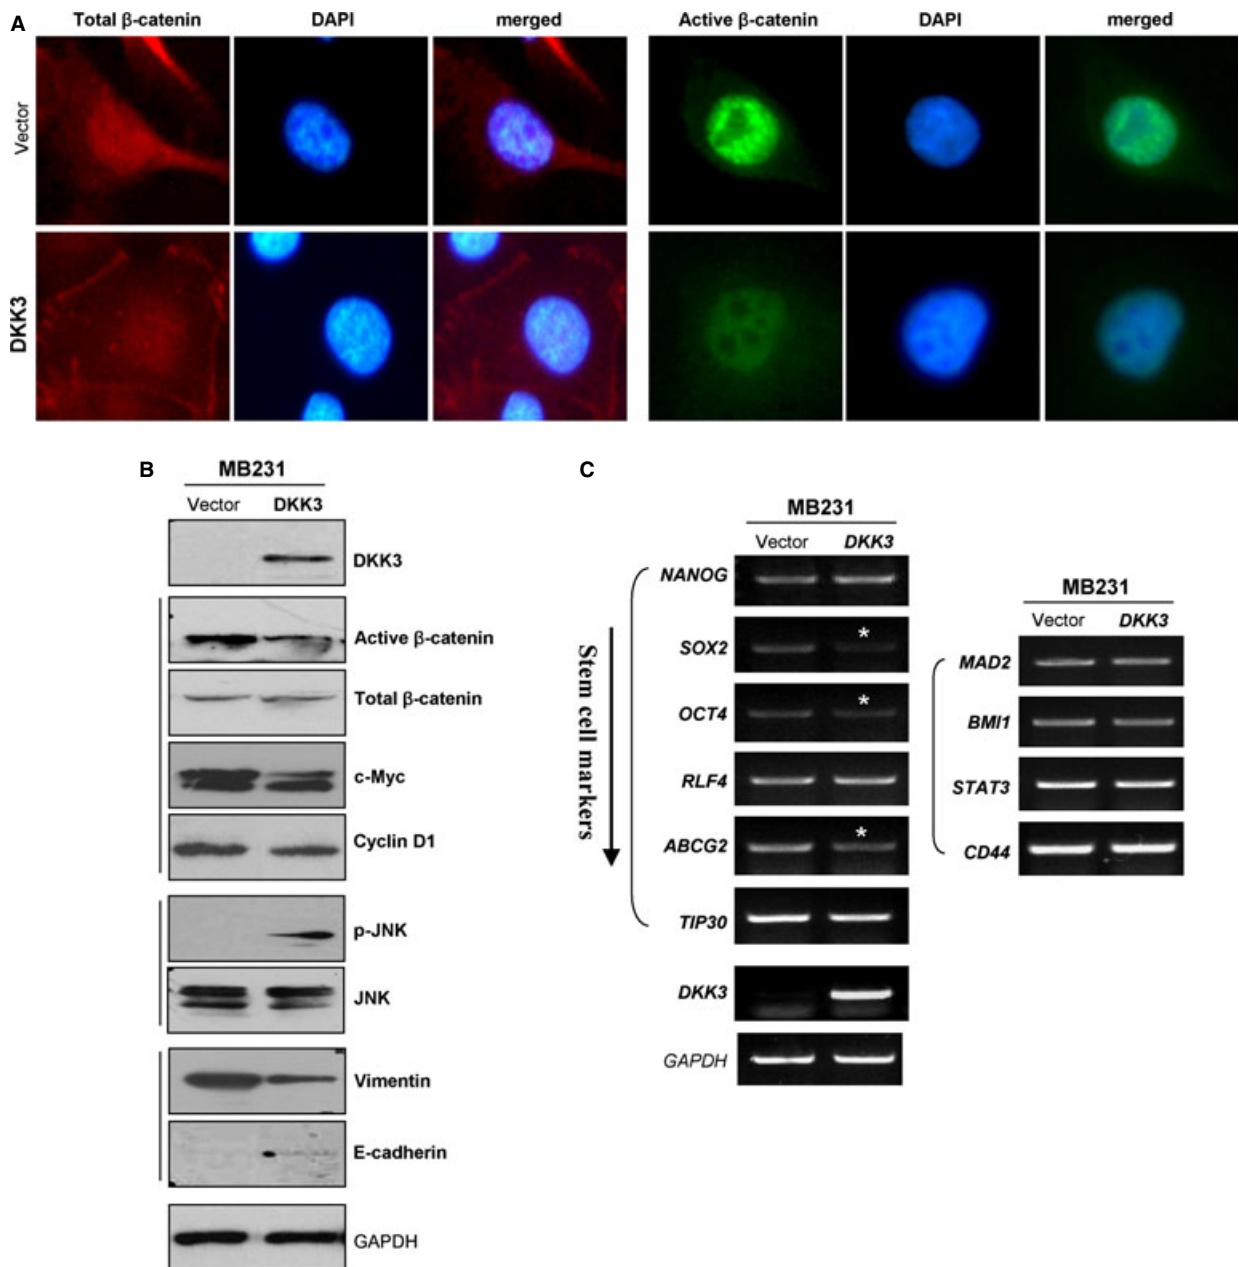 A
Total β-catenin DAPI merged Active β-catenin DAPI merged
Vector
DKK3
B
MB231
Vector DKK3
DKK3
Active β-catenin
Total β-catenin
c-Myc
Cyclin D1
p-JNK
JNK
Vimentin
E-cadherin
GAPDH
C
MB231
Vector DKK3
Stem cell markers
NANOG
SOX2
*
OCT4
*
RLF4
ABCG2
*
TIP30
DKK3
GAPDH
MB231
Vector DKK3
MAD2
BMI1
STAT3
CD44